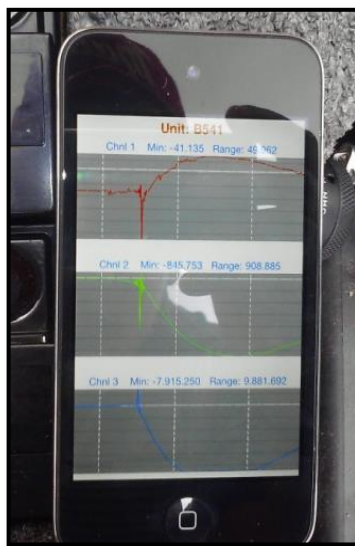 Unit: B541
Chnl 1 Min: -41.135 Range: 49.962
Chnl 2 Min: -845.753 Range: 908.885
Chnl 3 Min: -7.915.250 Range: 9.881.692